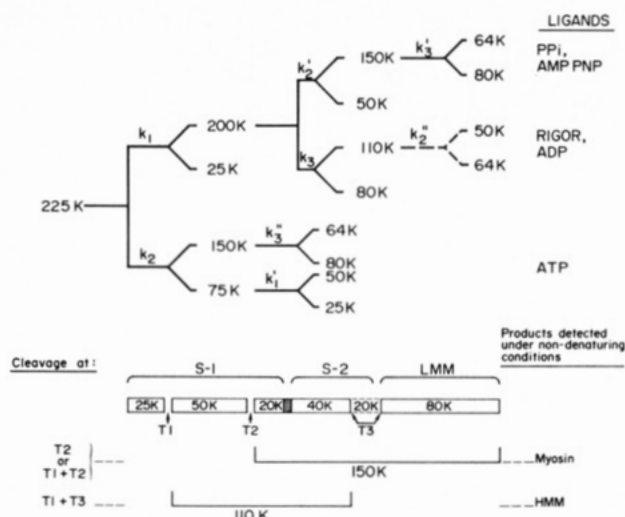 LIGANDS
64K
k₃'
150K
PPi,
AMP PNP
k₂'
80K
50K
200K
k₁
50K
k₂"
110K
RIGOR,
ADP
k₃
64K
25K
80K
225K
64K
k₃"
150K
k₂
80K
50K
ATP
k₁'
75K
25K
Products detected
under non-denaturing
conditions
Cleavage at:
S-1
S-2
LMM
25K
50K
20K
40K
20K
80K
T1
T2
T3
T2
or
T1+T2
Myosin
150K
T1+T3
HMM
110K